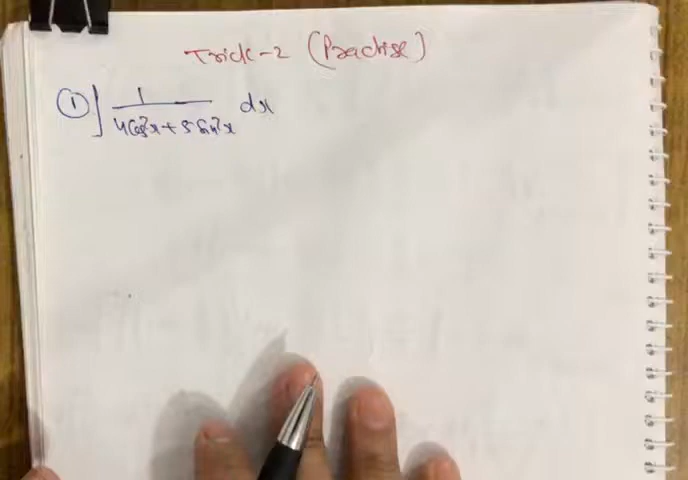 Trick-2 (Practise)
① ∫ 1/(4cos²x + 5sin²x) dx